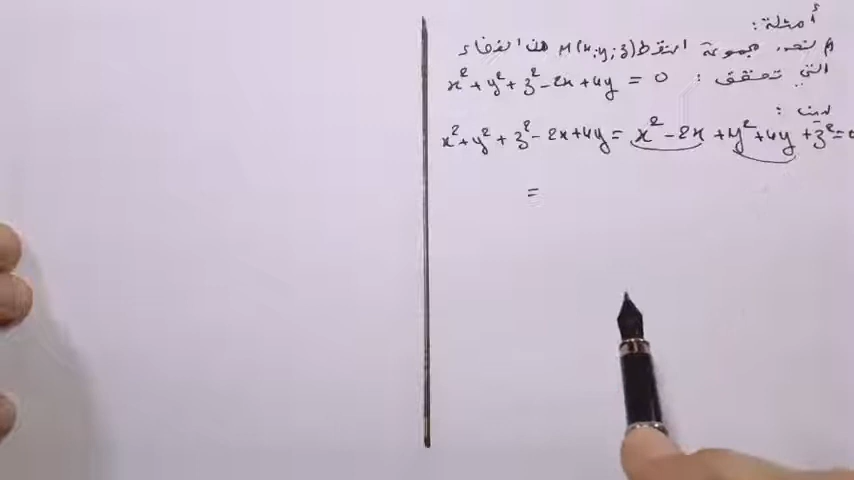 أمثلة :
لتحدد مجموعة النقط M(x,y,z) من الفضاء
التي تحقق : x² + y² + z² - 2x + 4y = 0
لدينا :
x² + y² + z² - 2x + 4y = x² - 2x + y² + 4y + z² = 0
=